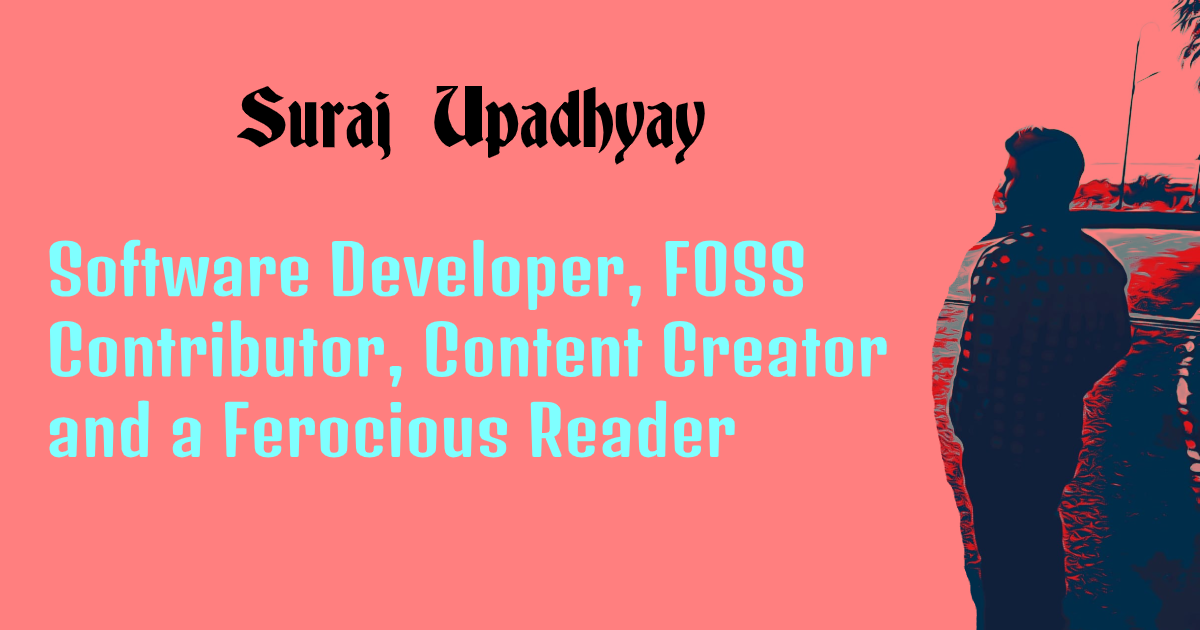 Suraj Upadhyay
Software Developer, FOSS
Contributor, Content Creator
and a Ferocious Reader